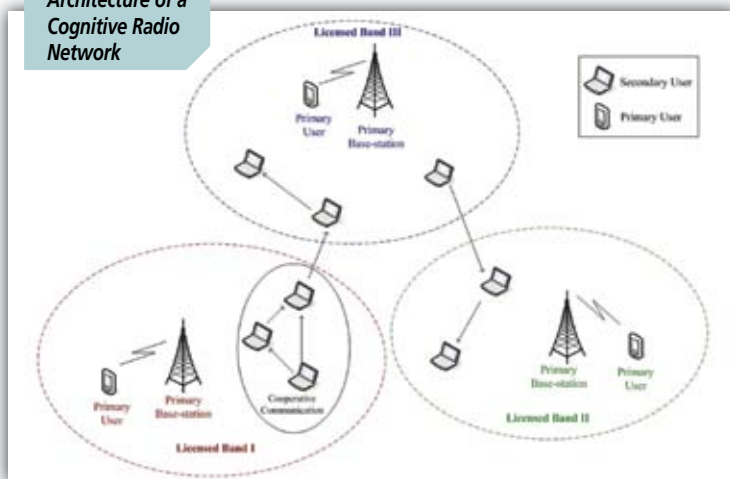 Architecture of a
Cognitive Radio
Network
Licensed Band III
Primary
User
Primary
Base-station
Secondary User
Primary User
Primary
User
Primary
Base-station
Cooperative
Communication
Licensed Band I
Primary
Base-station
Primary
User
Licensed Band II